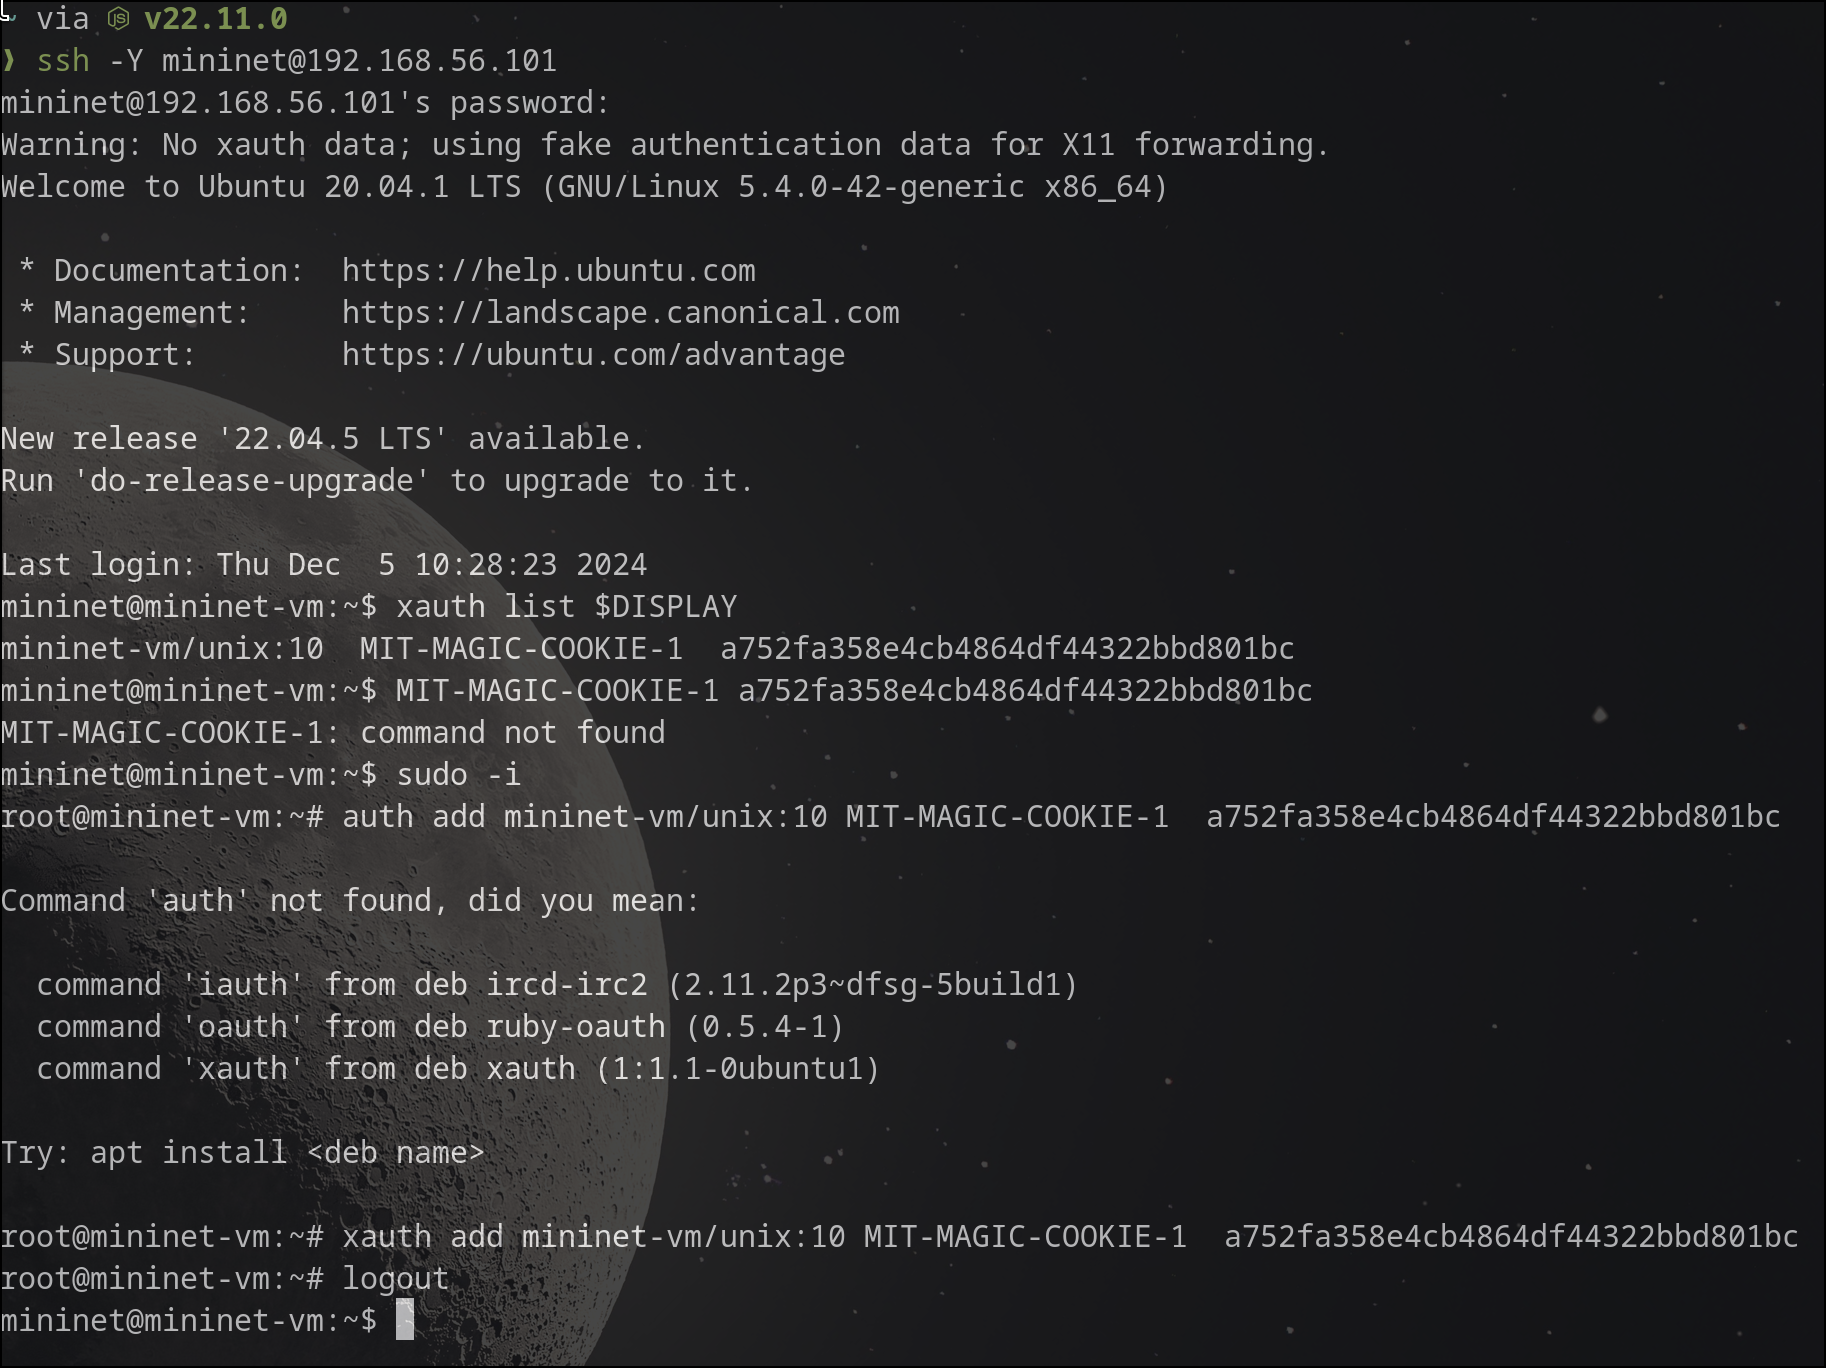 via v22.11.0
❯ ssh -Y mininet@192.168.56.101
mininet@192.168.56.101's password:
Warning: No xauth data; using fake authentication data for X11 forwarding.
Welcome to Ubuntu 20.04.1 LTS (GNU/Linux 5.4.0-42-generic x86_64)
* Documentation:  https://help.ubuntu.com
* Management:     https://landscape.canonical.com
* Support:        https://ubuntu.com/advantage
New release '22.04.5 LTS' available.
Run 'do-release-upgrade' to upgrade to it.
Last login: Thu Dec  5 10:28:23 2024
mininet@mininet-vm:~$ xauth list $DISPLAY
mininet-vm/unix:10  MIT-MAGIC-COOKIE-1  a752fa358e4cb4864df44322bbd801bc
mininet@mininet-vm:~$ MIT-MAGIC-COOKIE-1 a752fa358e4cb4864df44322bbd801bc
MIT-MAGIC-COOKIE-1: command not found
mininet@mininet-vm:~$ sudo -i
root@mininet-vm:~# auth add mininet-vm/unix:10 MIT-MAGIC-COOKIE-1  a752fa358e4cb4864df44322bbd801bc
Command 'auth' not found, did you mean:
command 'iauth' from deb ircd-irc2 (2.11.2p3~dfsg-5build1)
command 'oauth' from deb ruby-oauth (0.5.4-1)
command 'xauth' from deb xauth (1:1.1-0ubuntu1)
Try: apt install <deb name>
root@mininet-vm:~# xauth add mininet-vm/unix:10 MIT-MAGIC-COOKIE-1  a752fa358e4cb4864df44322bbd801bc
root@mininet-vm:~# logout
mininet@mininet-vm:~$